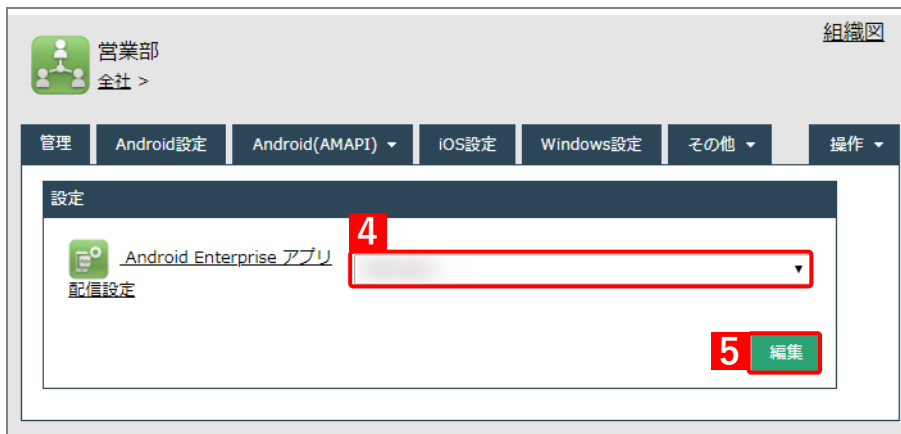 組織図
営業部
全社 >
管理 Android設定 Android(AMAPI) ▼ iOS設定 Windows設定 その他 ▼ 操作 ▼
設定
4
Android Enterprise アプリ
配信設定
▼
5 編集